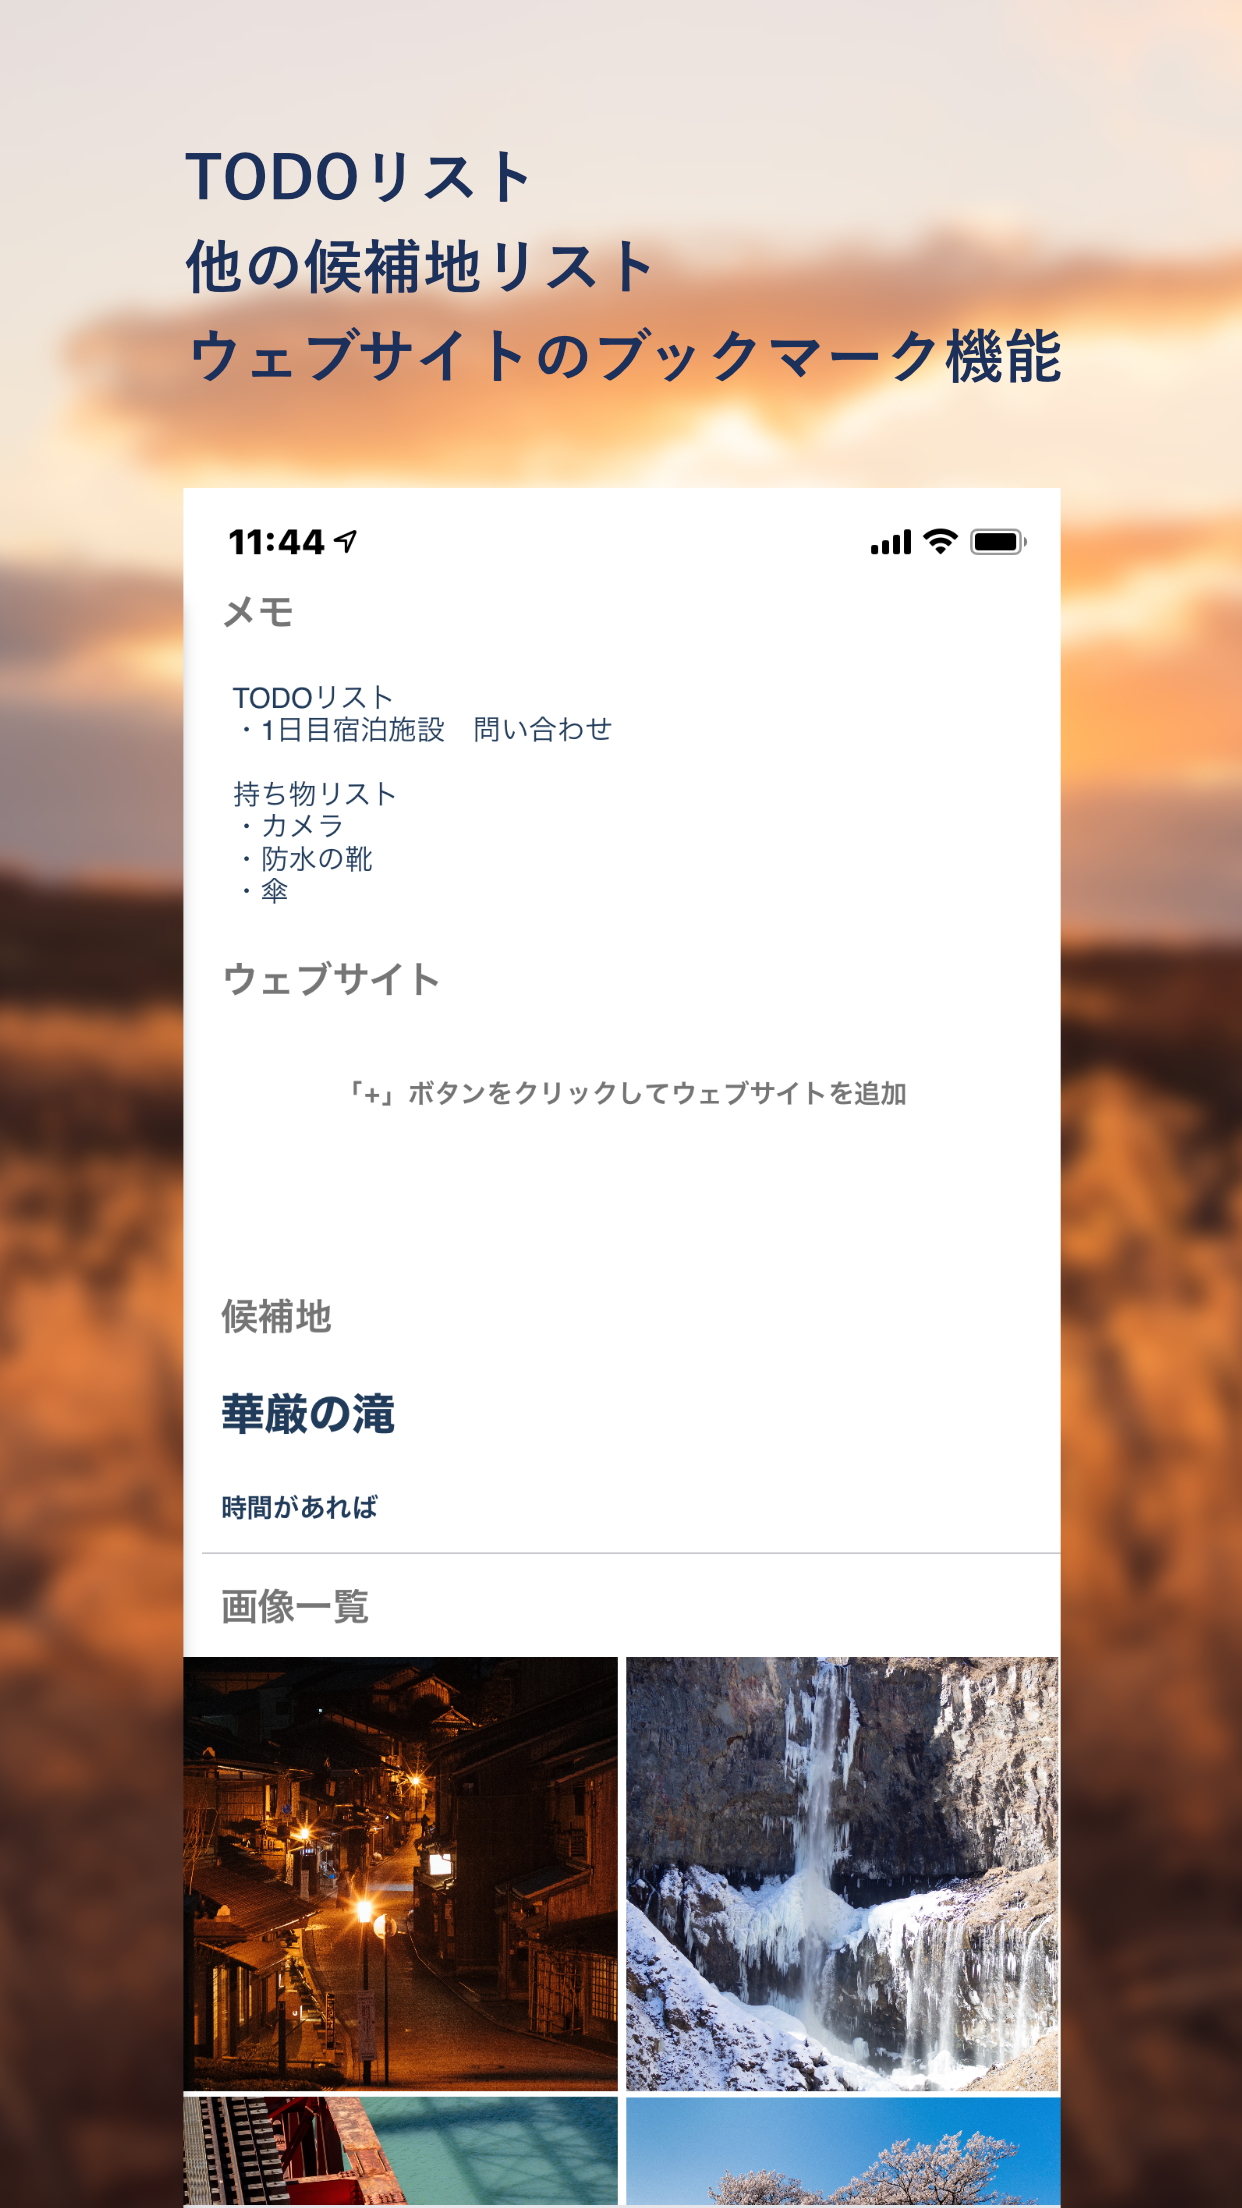 TODOリスト
他の候補地リスト
ウェブサイトのブックマーク機能
11:44
メモ
TODOリスト
・1日目宿泊施設　問い合わせ
持ち物リスト
・カメラ
・防水の靴
・傘
ウェブサイト
「+」ボタンをクリックしてウェブサイトを追加
候補地
華厳の滝
時間があれば
画像一覧